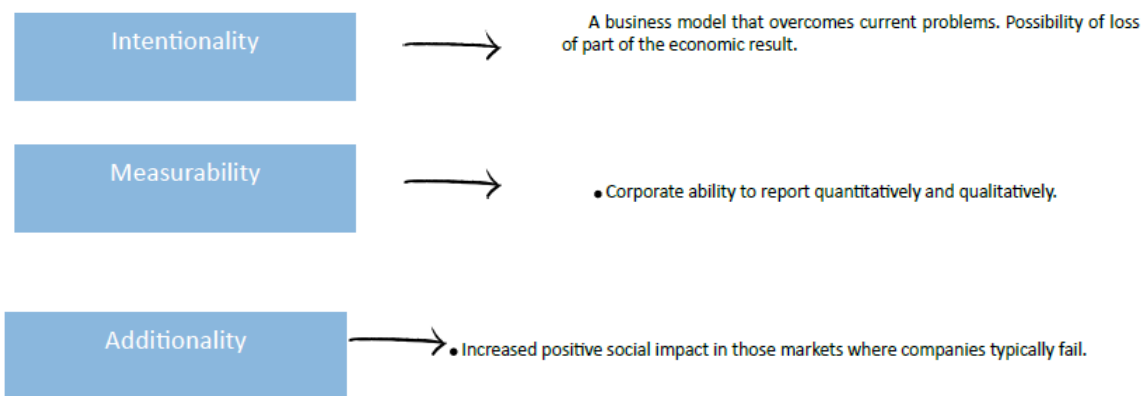 Intentionality
A business model that overcomes current problems. Possibility of loss
of part of the economic result.
Measurability
• Corporate ability to report quantitatively and qualitatively.
Additionality
• Increased positive social impact in those markets where companies typically fail.